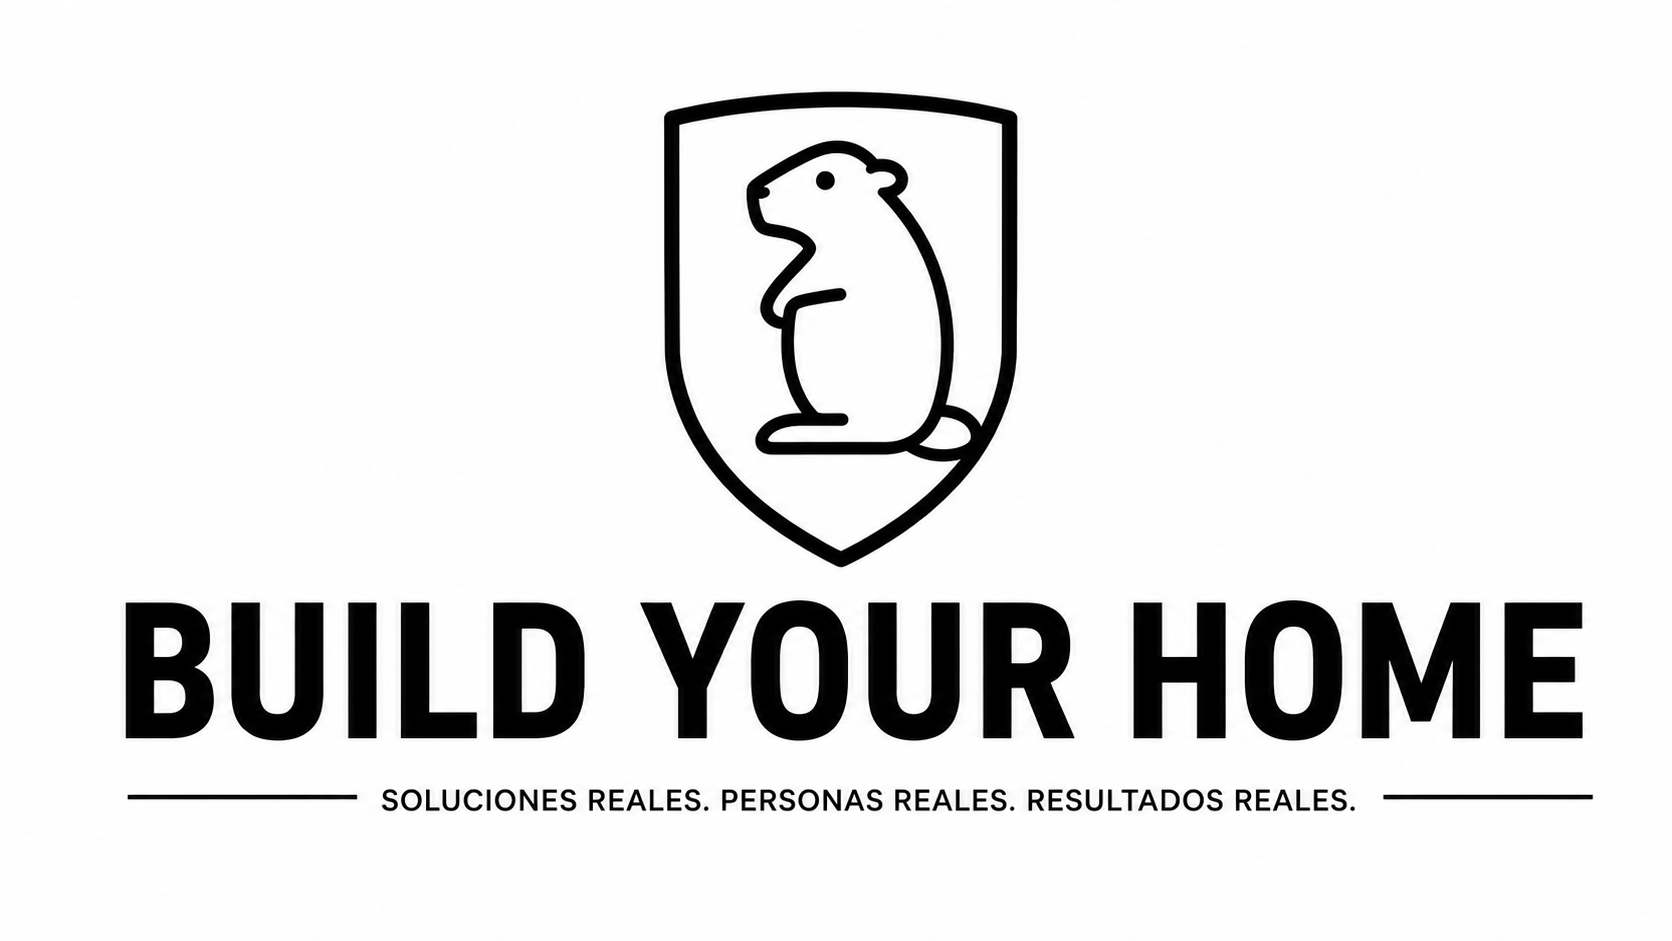 BUILD YOUR HOME
SOLUCIONES REALES. PERSONAS REALES. RESULTADOS REALES.